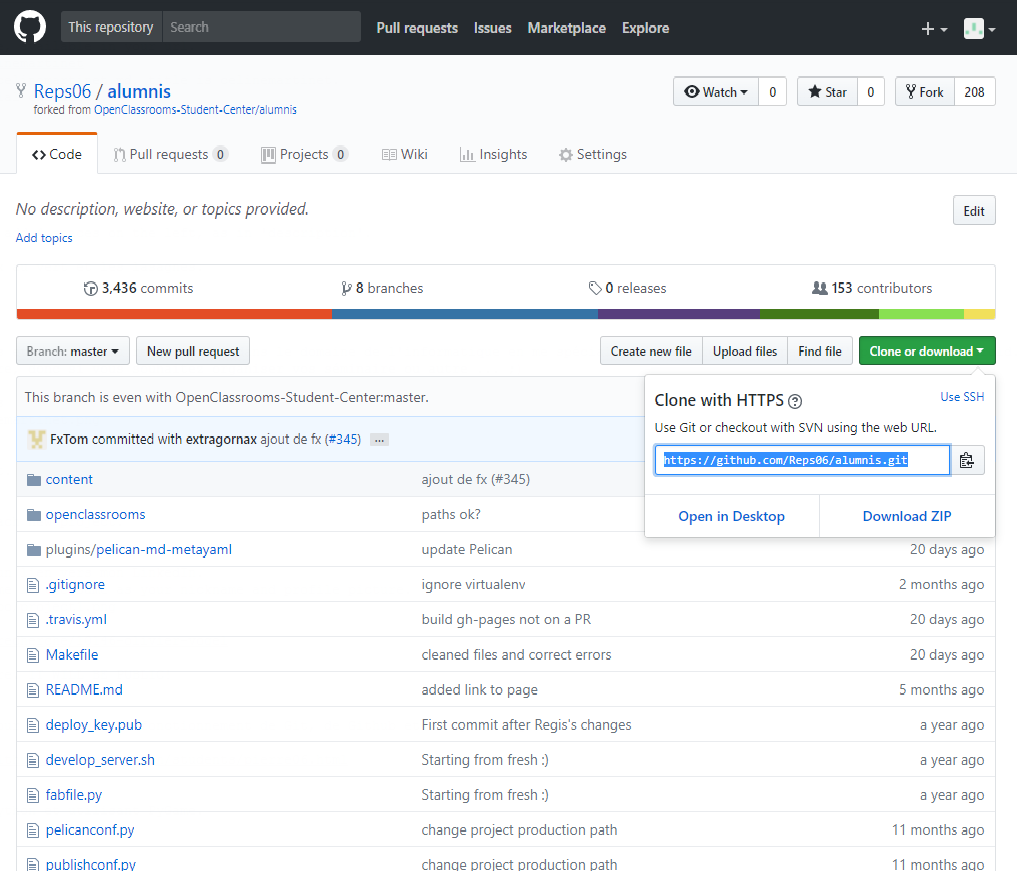 This repository Search Pull requests Issues Marketplace Explore
Reps06 / alumnis Watch 0 Star 0 Fork 208
forked from OpenClassrooms-Student-Center/alumnis
Code Pull requests 0 Projects 0 Wiki Insights Settings
No description, website, or topics provided. Edit
Add topics
3,436 commits 8 branches 0 releases 153 contributors
Branch: master New pull request Create new file Upload files Find file Clone or download
This branch is even with OpenClassrooms-Student-Center:master.
Clone with HTTPS Use SSH
Use Git or checkout with SVN using the web URL.
https://github.com/Reps06/alumnis.git
Open in Desktop Download ZIP
FxTom committed with extragornax ajout de fx (#345) ...
content ajout de fx (#345)
openclassrooms paths ok?
plugins/pelican-md-metayaml update Pelican 20 days ago
.gitignore ignore virtualenv 2 months ago
.travis.yml build gh-pages not on a PR 20 days ago
Makefile cleaned files and correct errors 20 days ago
README.md added link to page 5 months ago
deploy_key.pub First commit after Regis's changes a year ago
develop_server.sh Starting from fresh :) a year ago
fabfile.py Starting from fresh :) a year ago
pelicanconf.py change project production path 11 months ago
publishconf.py change project production path 11 months ago